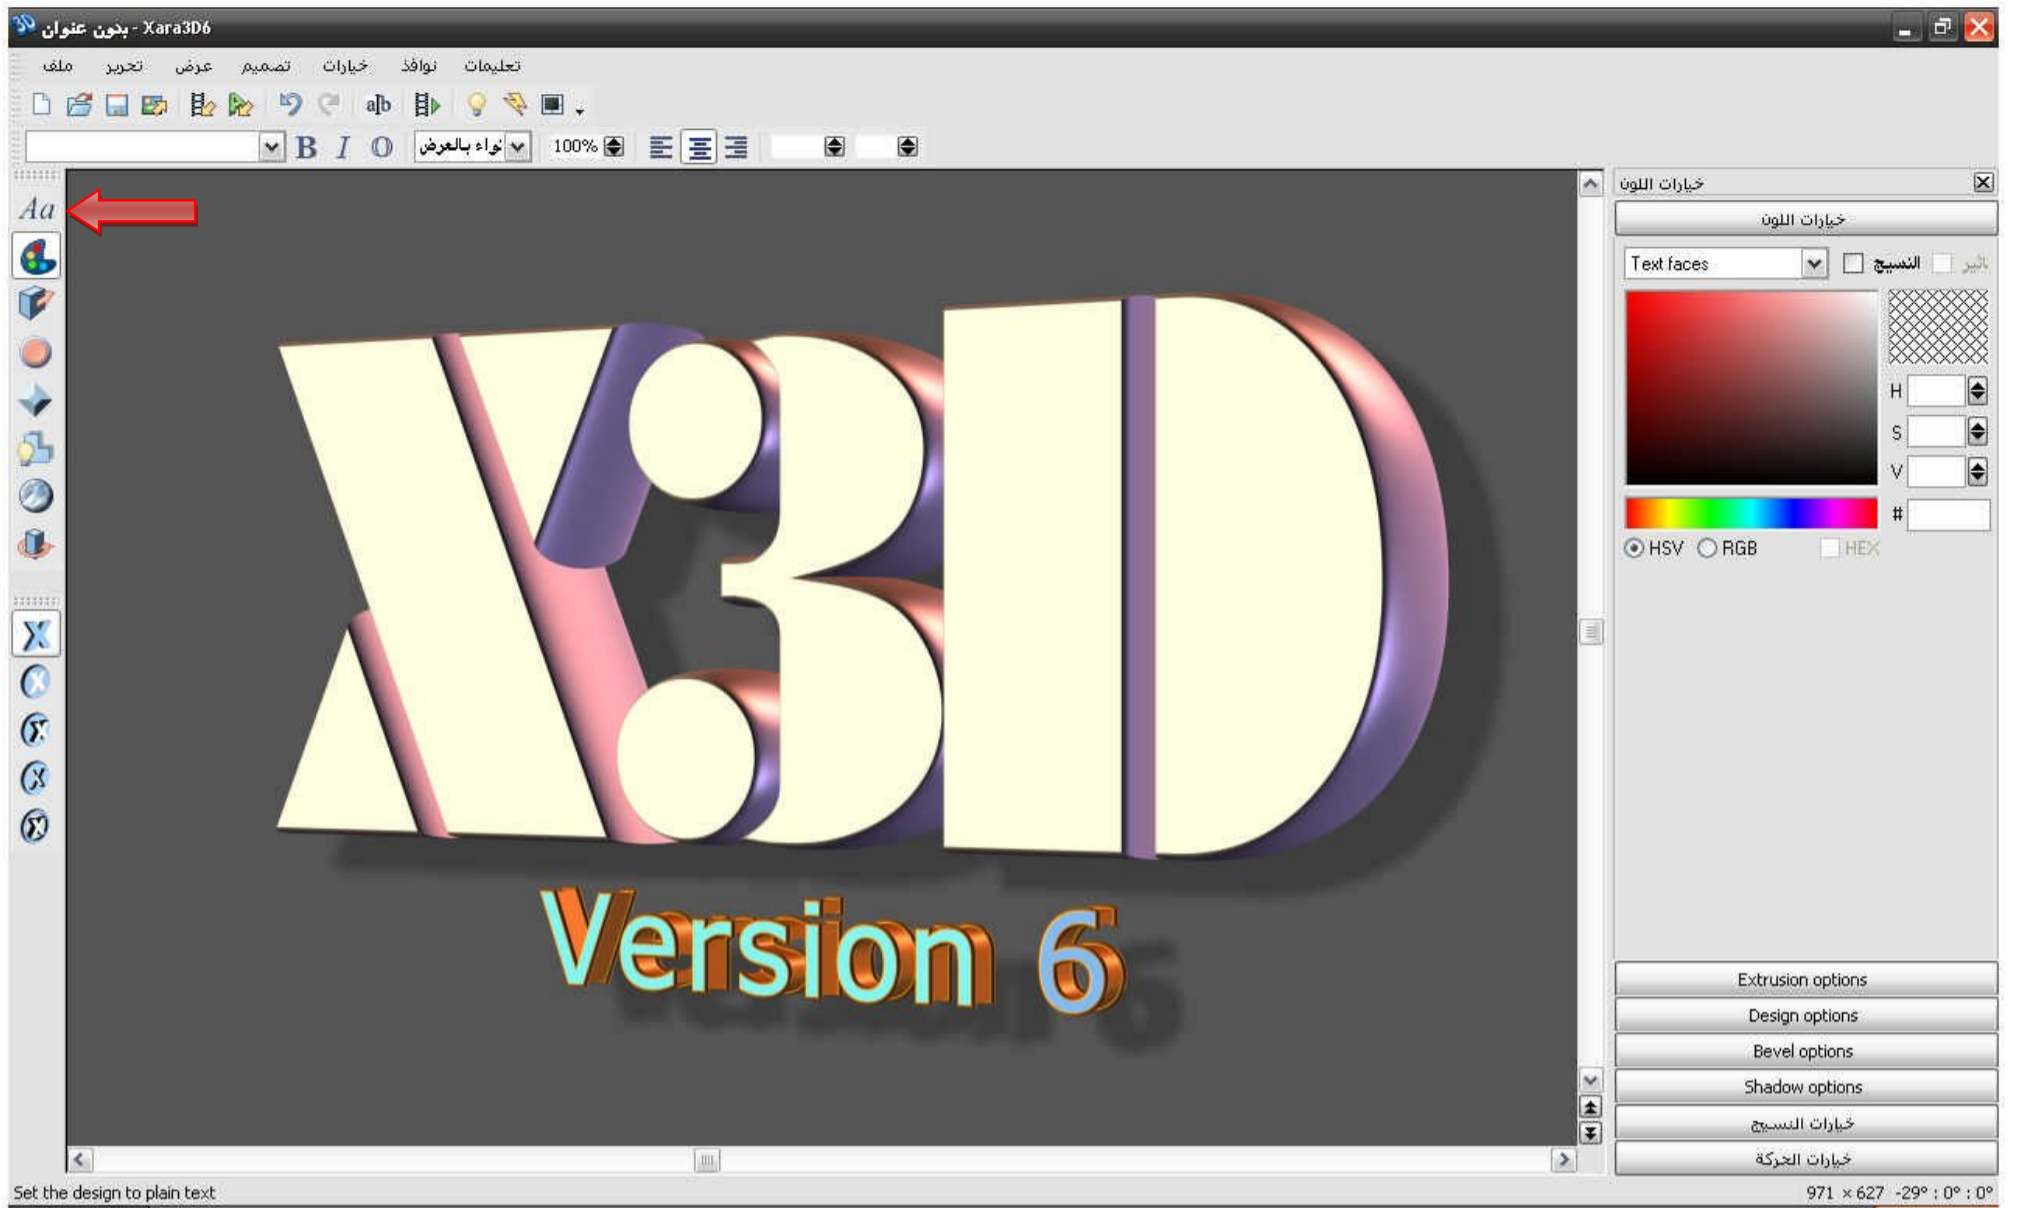 Xara3D6 - بدون عنوان
ملف تحرير عرض تصميم خيارات نوافذ تعليمات
a|b
B I O نواء بالعرض 100%
Aa
خيارات اللون
خيارات اللون
Text faces النسيج
H
S
V
#
HSV RGB HEX
X3D
Version 6
Extrusion options
Design options
Bevel options
Shadow options
خيارات النسيج
خيارات الحركة
Set the design to plain text
971 × 627 -29° : 0° : 0°